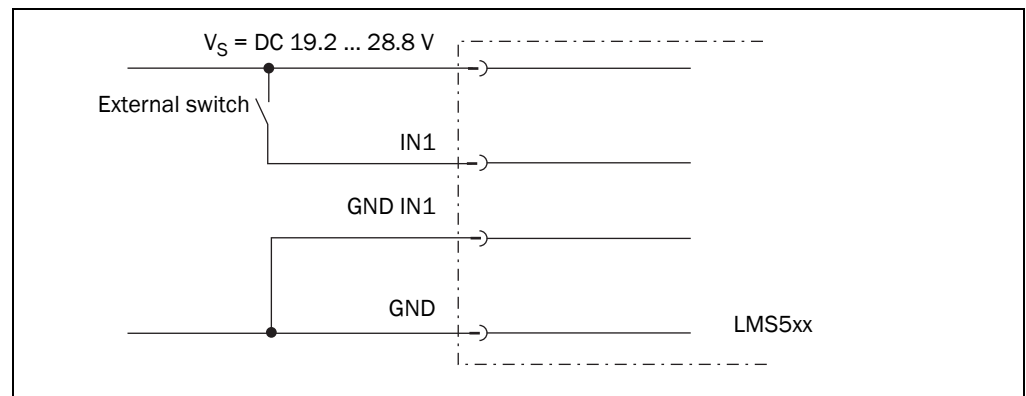 V_S = DC 19.2 ... 28.8 V
External switch
IN1
GND IN1
GND
LMS5xx